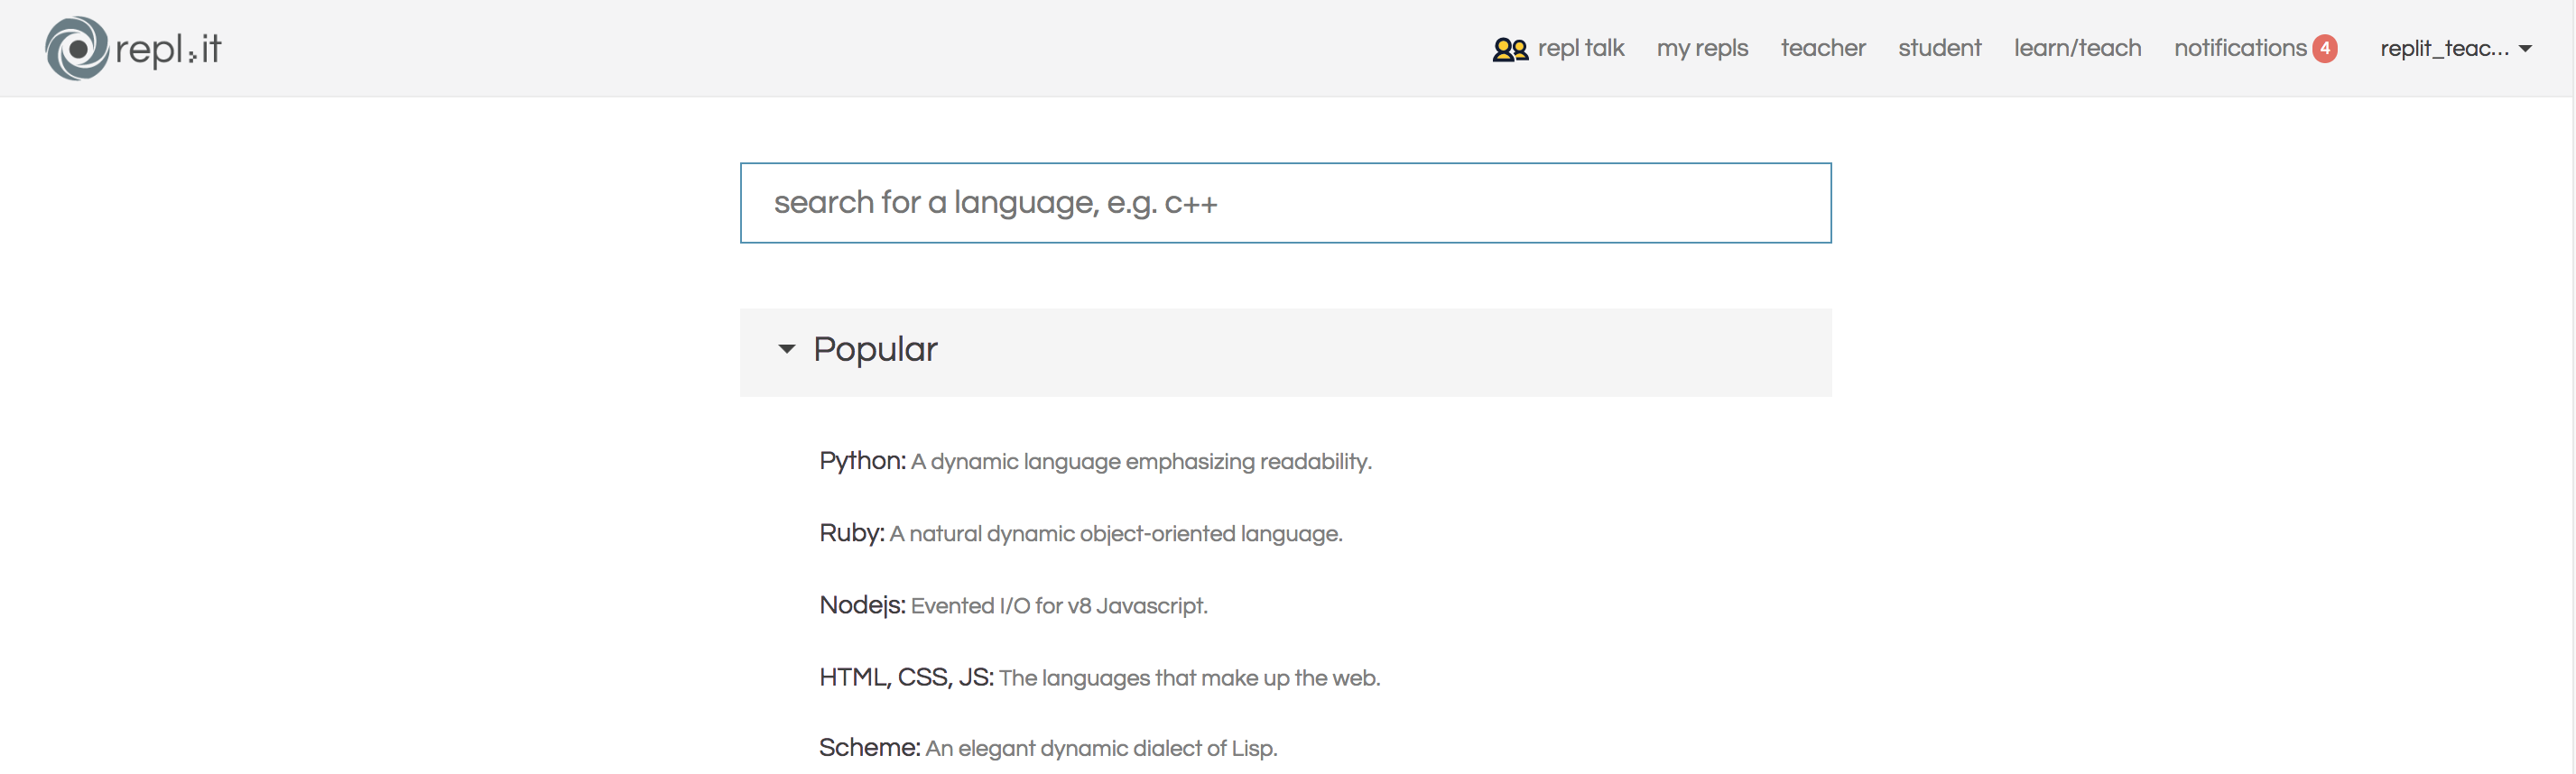 repl.it
repl talk my repls teacher student learn/teach notifications 4 replit_teac...
search for a language, e.g. c++
Popular
Python: A dynamic language emphasizing readability.
Ruby: A natural dynamic object-oriented language.
Nodejs: Evented I/O for v8 Javascript.
HTML, CSS, JS: The languages that make up the web.
Scheme: An elegant dynamic dialect of Lisp.